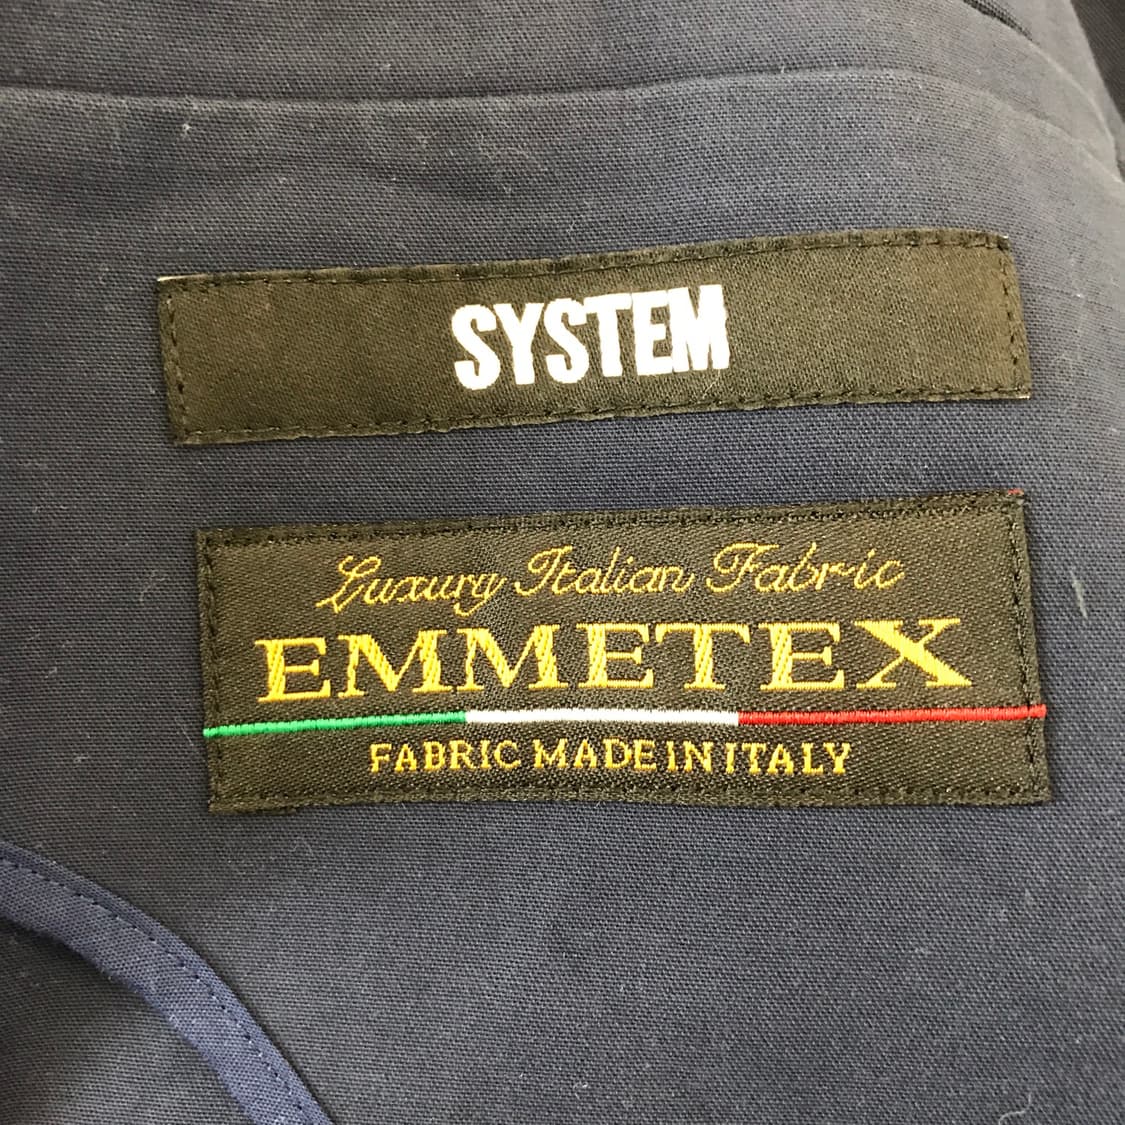 SYSTEM
Luxury Italian Fabric
EMMETEX
FABRIC MADE IN ITALY